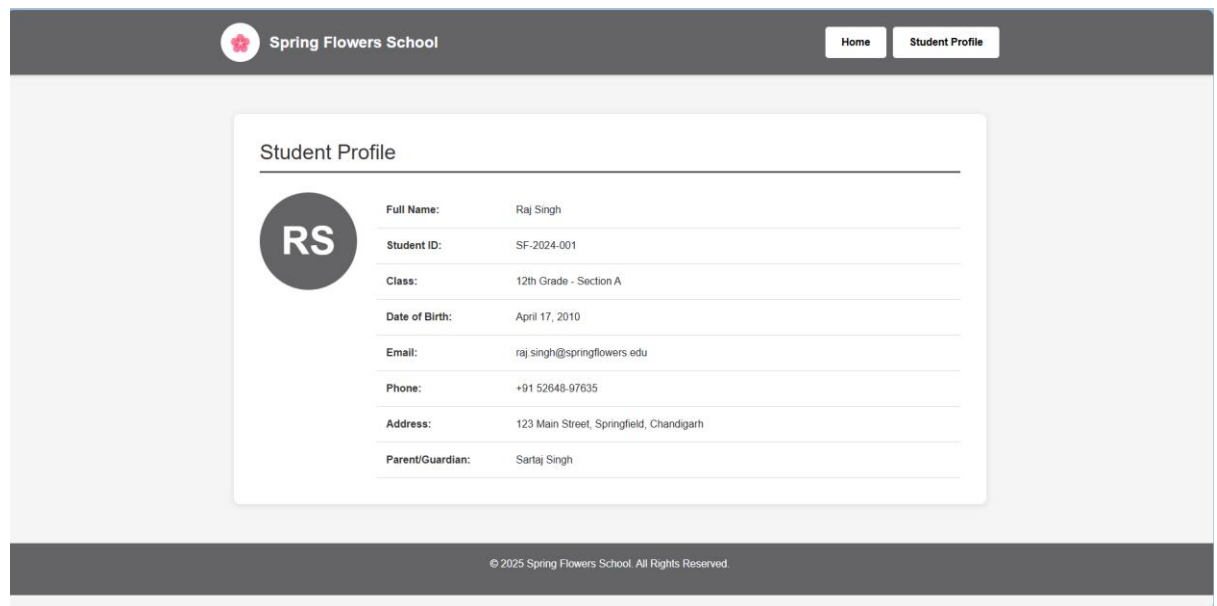 Spring Flowers School
Home
Student Profile
Student Profile
RS
Full Name: Raj Singh
Student ID: SF-2024-001
Class: 12th Grade - Section A
Date of Birth: April 17, 2010
Email: raj.singh@springflowers.edu
Phone: +91 52648-97635
Address: 123 Main Street, Springfield, Chandigarh
Parent/Guardian: Sartaj Singh
© 2025 Spring Flowers School. All Rights Reserved.